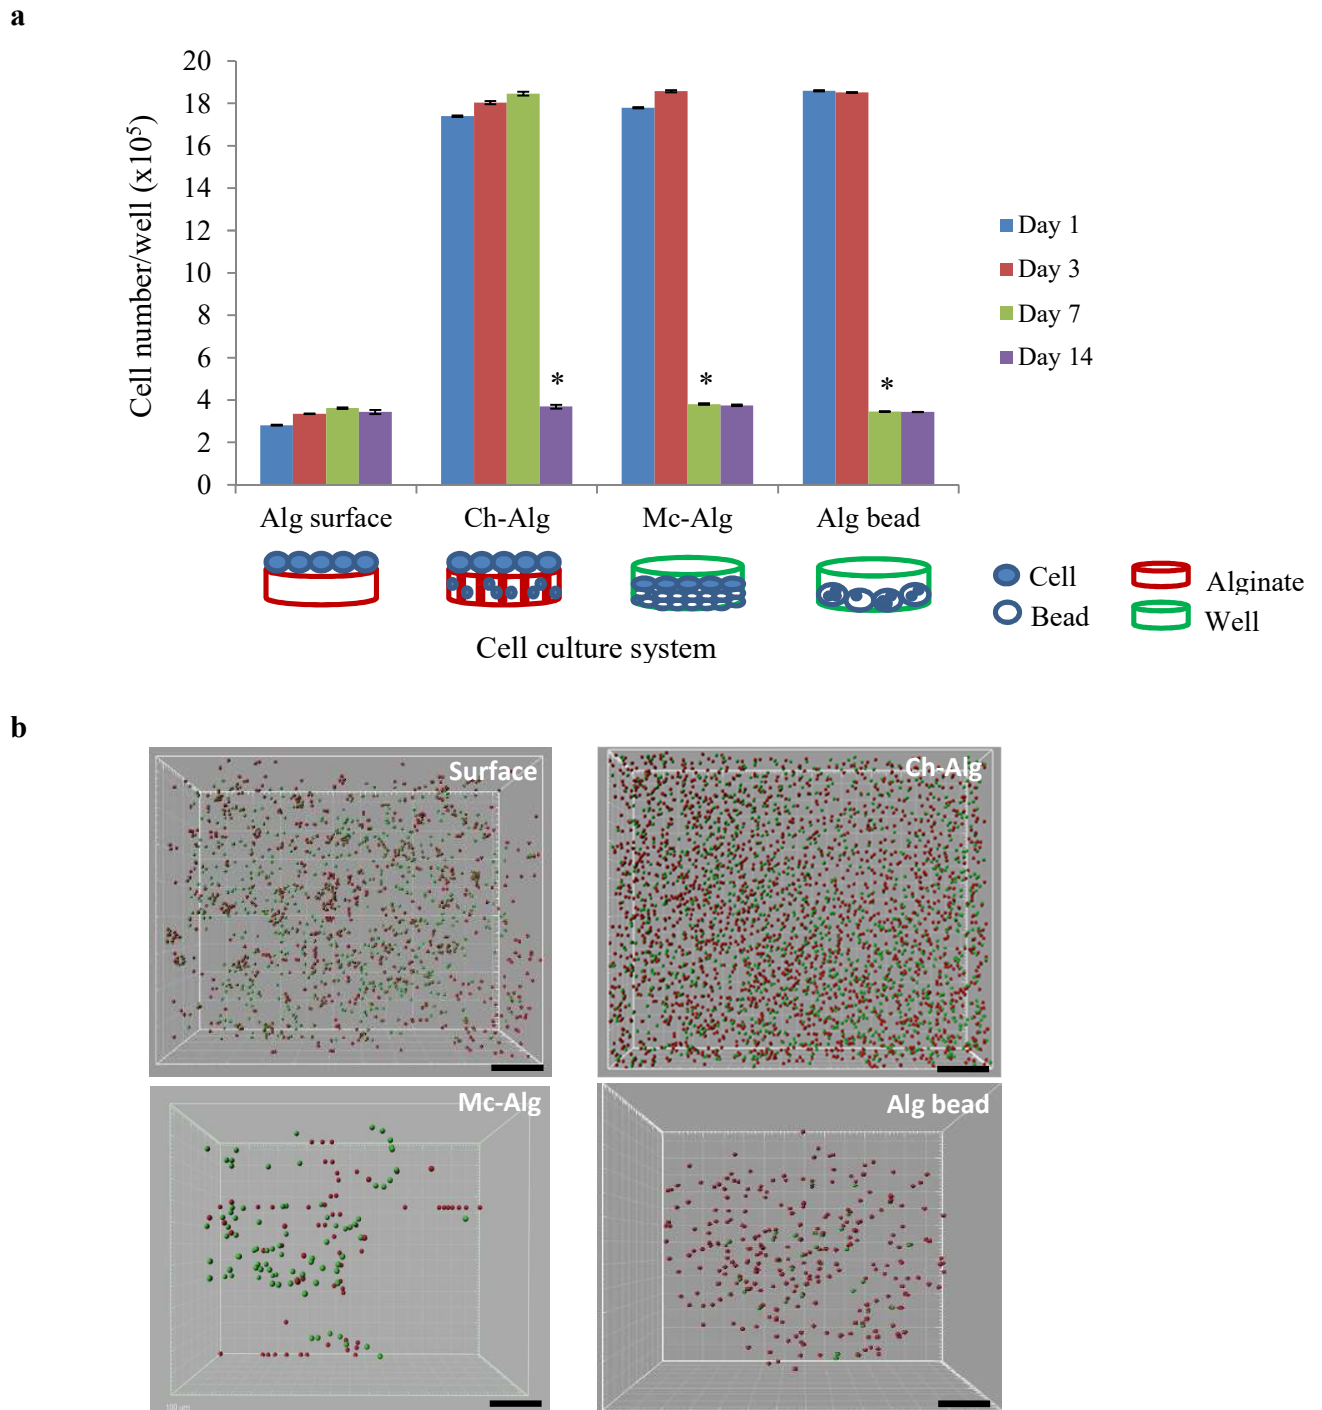 a
20
18
16
14
12
10
8
6
4
2
0
Cell number/well (x10⁵)
*
*
*
Day 1
Day 3
Day 7
Day 14
Alg surface
Ch-Alg
Mc-Alg
Alg bead
Cell
Alginate
Bead
Well
Cell culture system
b
Surface
Ch-Alg
Mc-Alg
Alg bead
100 µm